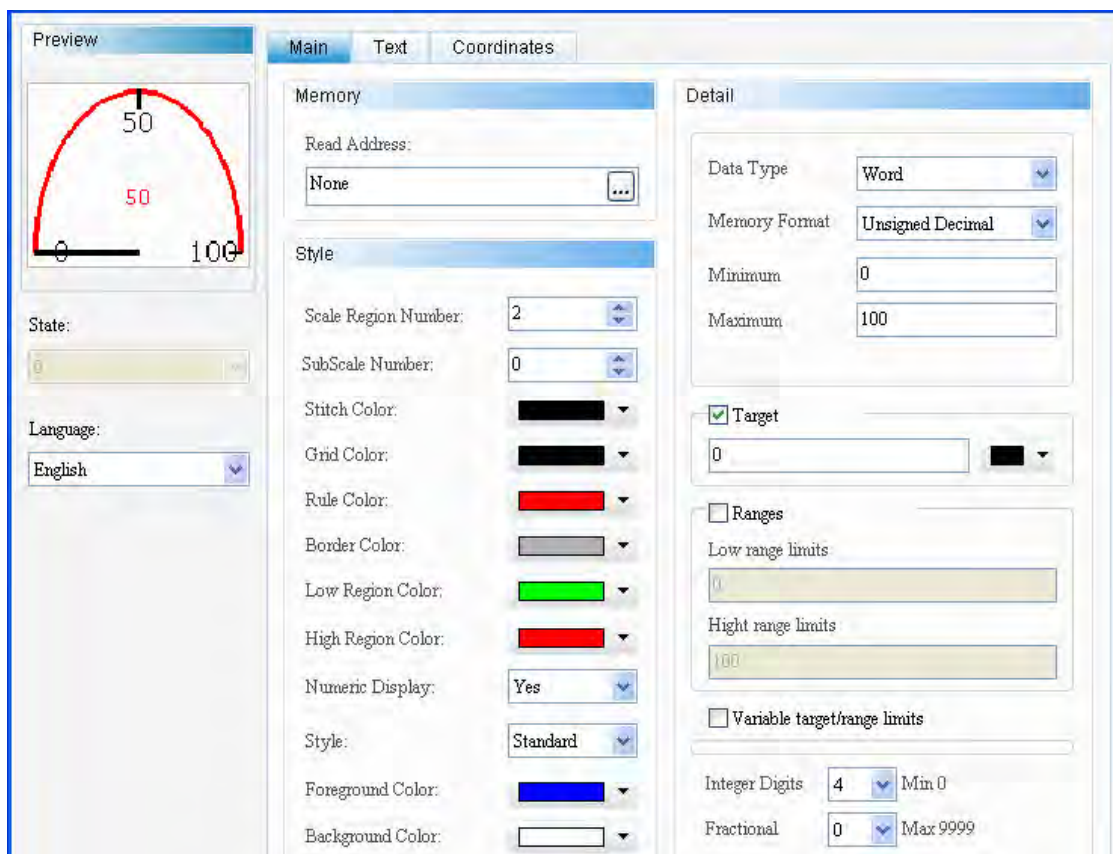 Preview
50
50
0
100
State:
0
Language:
English
Main Text Coordinates
Memory
Read Address:
None ...
Style
Scale Region Number: 2
SubScale Number: 0
Stitch Color:
Grid Color:
Rule Color:
Border Color:
Low Region Color:
High Region Color:
Numeric Display: Yes
Style: Standard
Foreground Color:
Background Color:
Detail
Data Type Word
Memory Format Unsigned Decimal
Minimum 0
Maximum 100
Target
0
Ranges
Low range limits
0
Hight range limits
100
Variable target/range limits
Integer Digits 4 Min 0
Fractional 0 Max 9999